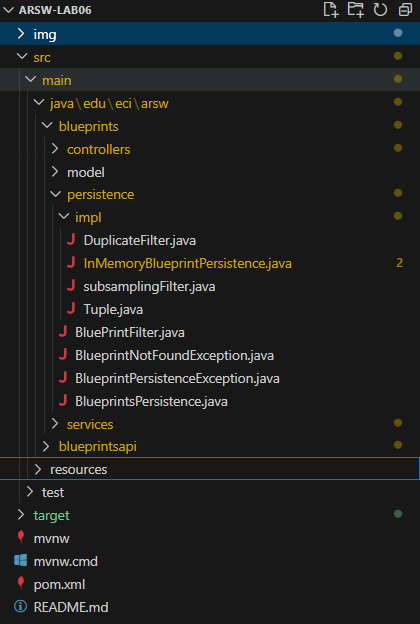 ARSW-LAB06
img
src
main
java\edu\eci\arsw
blueprints
controllers
model
persistence
impl
DuplicateFilter.java
InMemoryBlueprintPersistence.java 2
subsamplingFilter.java
Tuple.java
BluePrintFilter.java
BlueprintNotFoundException.java
BlueprintPersistenceException.java
BlueprintsPersistence.java
services
blueprintsapi
resources
test
target
mvnw
mvnw.cmd
pom.xml
README.md